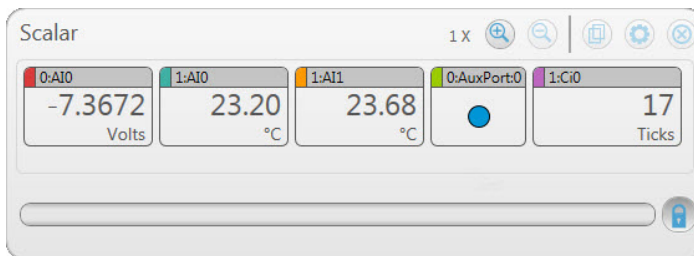 Scalar
1 X
0:AI0
-7.3672
Volts
1:AI0
23.20
°C
1:AI1
23.68
°C
0:AuxPort:0
1:Ci0
17
Ticks